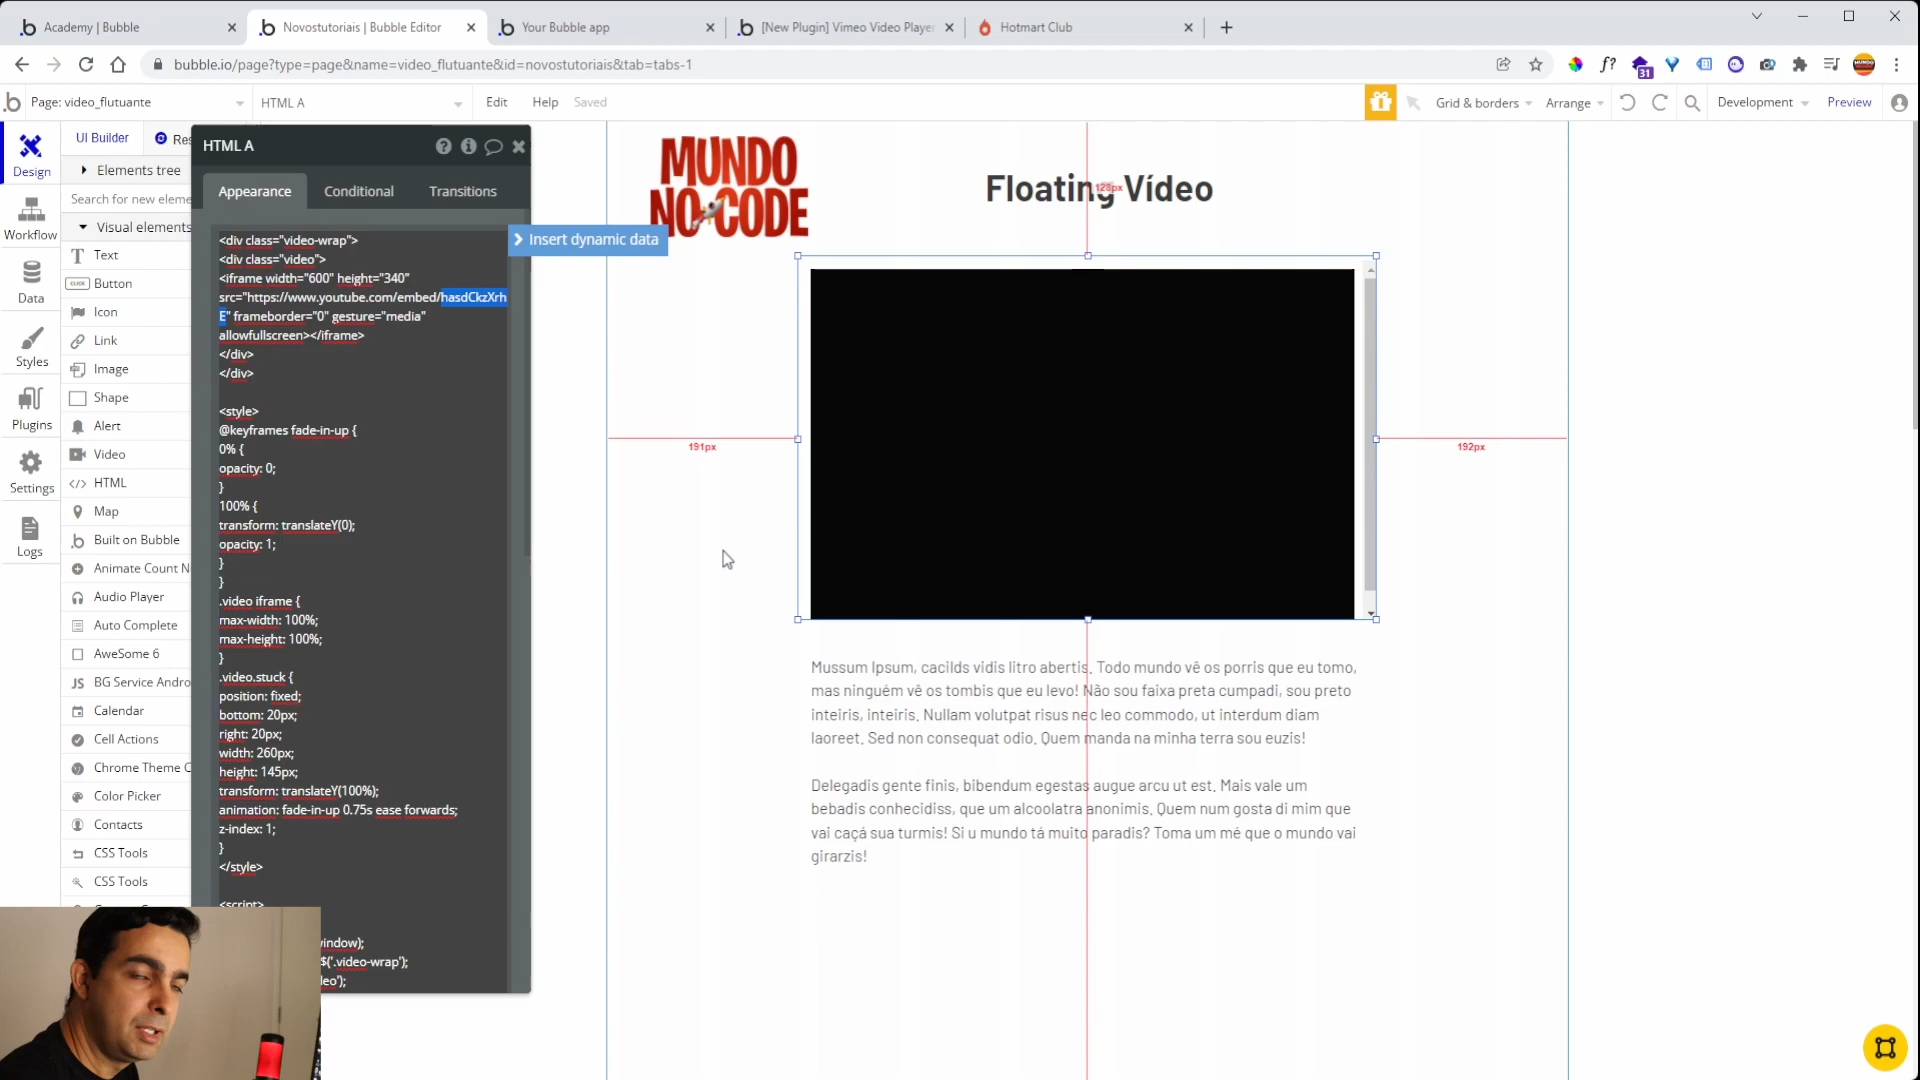 Academy | Bubble
Novostutoriais | Bubble Editor
Your Bubble app
[New Plugin] Vimeo Video Player
Hotmart Club
bubble.io/page?type=page&name=video_flutuante&id=novostutoriais&tab=tabs-1
31
Page: video_flutuante
HTML A
Edit
Help
Saved
Grid & borders
Arrange
Development
Preview
Design
Workflow
Data
Styles
Plugins
Settings
Logs
UI Builder
Res
Elements tree
Search for new eleme
Visual elements
Text
CLICK
Button
Icon
Link
Image
Shape
Alert
Video
HTML
Map
Built on Bubble
Animate Count N
Audio Player
Auto Complete
AweSome 6
JS BG Service Andro
Calendar
Cell Actions
Chrome Theme C
Color Picker
Contacts
CSS Tools
CSS Tools
HTML A
Appearance
Conditional
Transitions
Insert dynamic data
<div class="video-wrap">
<div class="video">
<iframe width="600" height="340"
src="https://www.youtube.com/embed/hasdCkzXrh
E" frameborder="0" gesture="media"
allowfullscreen></iframe>
</div>
</div>
<style>
@keyframes fade-in-up {
0% {
opacity: 0;
}
100% {
transform: translateY(0);
opacity: 1;
}
}
.video iframe {
max-width: 100%;
max-height: 100%;
}
.video.stuck {
position: fixed;
bottom: 20px;
right: 20px;
width: 260px;
height: 145px;
transform: translateY(100%);
animation: fade-in-up 0.75s ease forwards;
z-index: 1;
}
</style>
<script>
window);
$('.video-wrap');
leo');
MUNDO
NO CODE
Floating Vídeo
128px
191px
192px
Mussum Ipsum, cacilds vidis litro abertis. Todo mundo vê os porris que eu tomo,
mas ninguém vê os tombis que eu levo! Não sou faixa preta cumpadi, sou preto
inteiris, inteiris. Nullam volutpat risus nec leo commodo, ut interdum diam
laoreet. Sed non consequat odio. Quem manda na minha terra sou euzis!
Delegadis gente finis, bibendum egestas augue arcu ut est. Mais vale um
bebadis conhecidiss, que um alcoolatra anonimis. Quem num gosta di mim que
vai caçá sua turmis! Si u mundo tá muito paradis? Toma um mé que o mundo vai
girarzis!